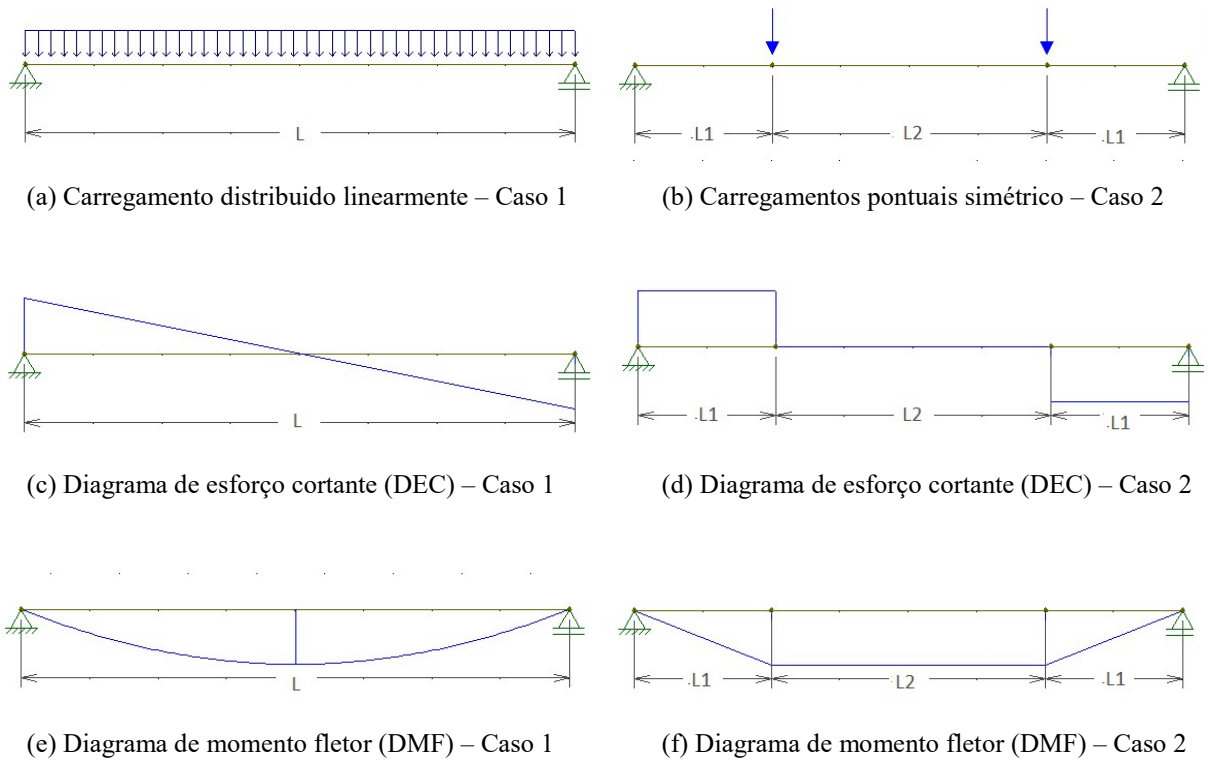 L
.L1 L2 .L1
(a) Carregamento distribuido linearmente – Caso 1
(b) Carregamentos pontuais simétrico – Caso 2
L
.L1 L2 .L1
(c) Diagrama de esforço cortante (DEC) – Caso 1
(d) Diagrama de esforço cortante (DEC) – Caso 2
L
.L1 L2 .L1
(e) Diagrama de momento fletor (DMF) – Caso 1
(f) Diagrama de momento fletor (DMF) – Caso 2